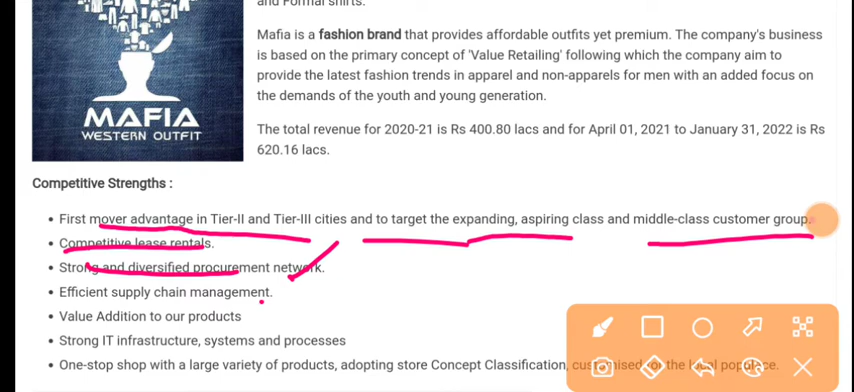 and Formal shirts.
Mafia is a fashion brand that provides affordable outfits yet premium. The company's business
is based on the primary concept of 'Value Retailing' following which the company aim to
provide the latest fashion trends in apparel and non-apparels for men with an added focus on
the demands of the youth and young generation.
MAFIA
WESTERN OUTFIT
The total revenue for 2020-21 is Rs 400.80 lacs and for April 01, 2021 to January 31, 2022 is Rs
620.16 lacs.
Competitive Strengths :
First mover advantage in Tier-II and Tier-III cities and to target the expanding, aspiring class and middle-class customer group.
Competitive lease rentals.
Strong and diversified procurement network.
Efficient supply chain management.
Value Addition to our products
Strong IT infrastructure, systems and processes
One-stop shop with a large variety of products, adopting store Concept Classification, customised for the local populace.